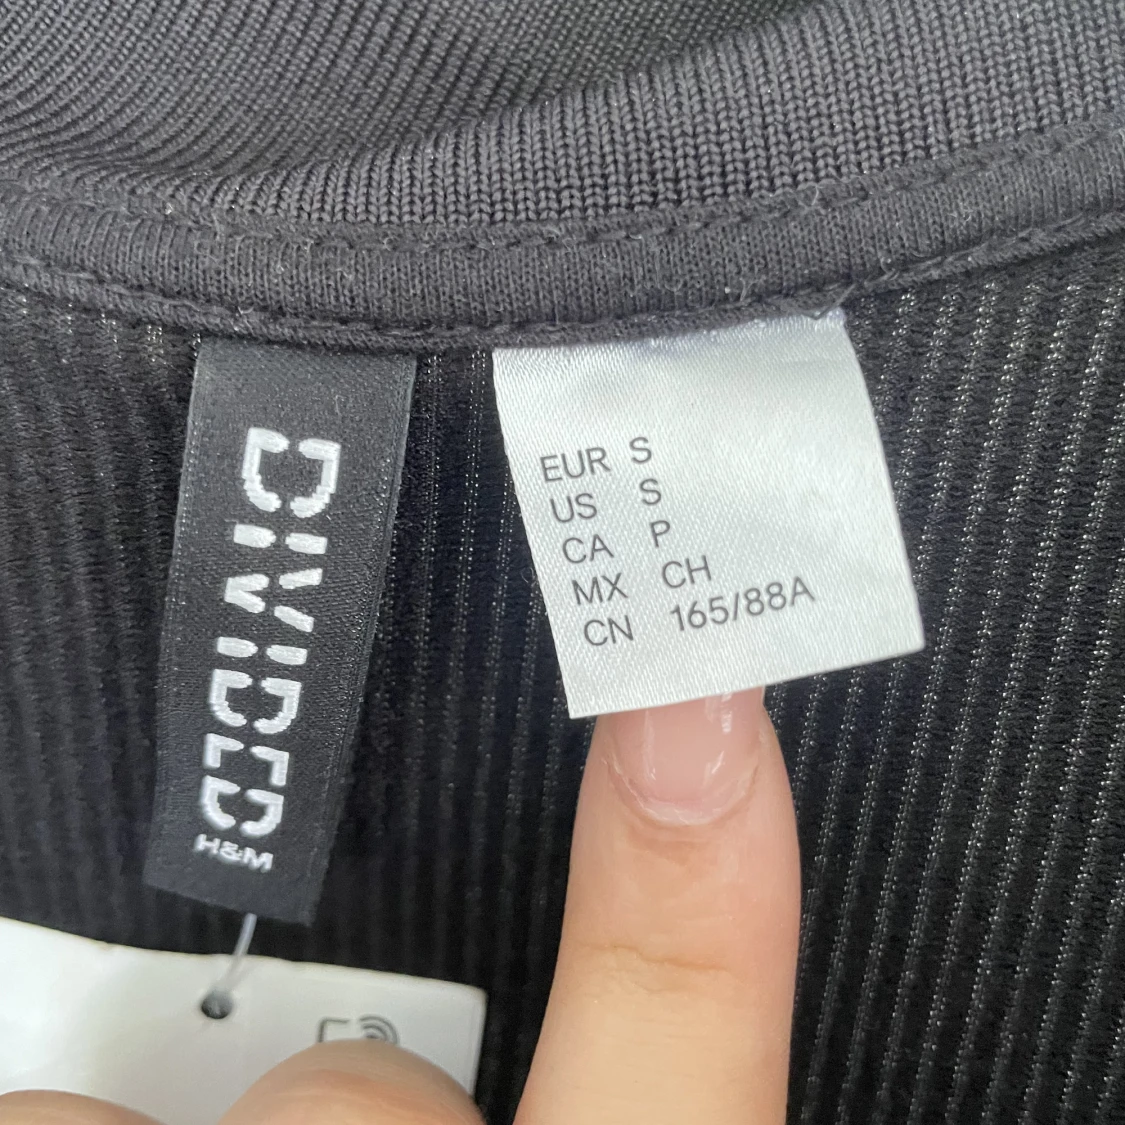 DIVIDED
H&M
EUR S
US S
CA P
MX CH
CN 165/88A